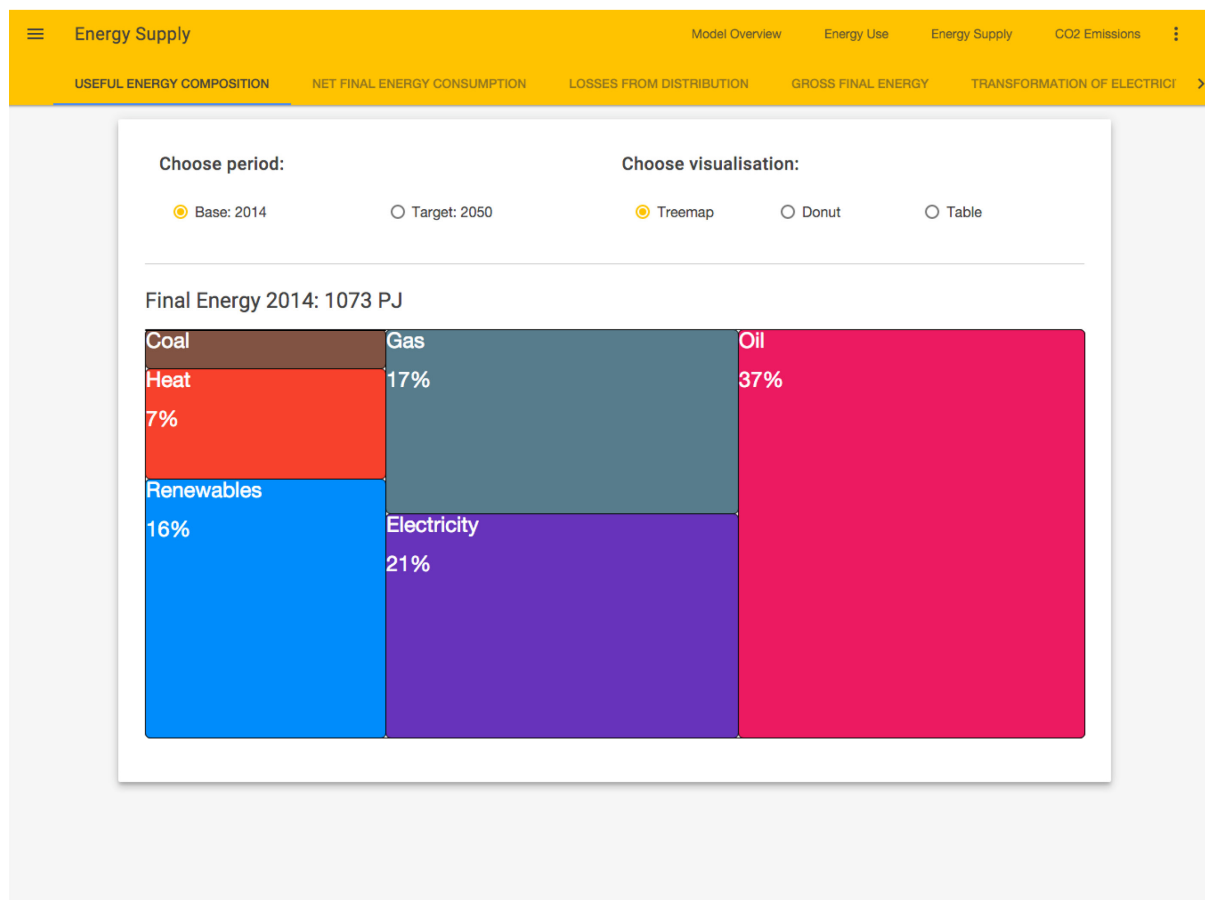 Energy Supply
Model Overview
Energy Use
Energy Supply
CO2 Emissions
USEFUL ENERGY COMPOSITION
NET FINAL ENERGY CONSUMPTION
LOSSES FROM DISTRIBUTION
GROSS FINAL ENERGY
TRANSFORMATION OF
Choose period:
Choose visualisation:
Base: 2014
Target: 2050
Treemap
Donut
Table
Final Energy 2014: 1073 PJ
Coal
Heat
7%
Renewables
16%
Gas
17%
Electricity
21%
Oil
37%